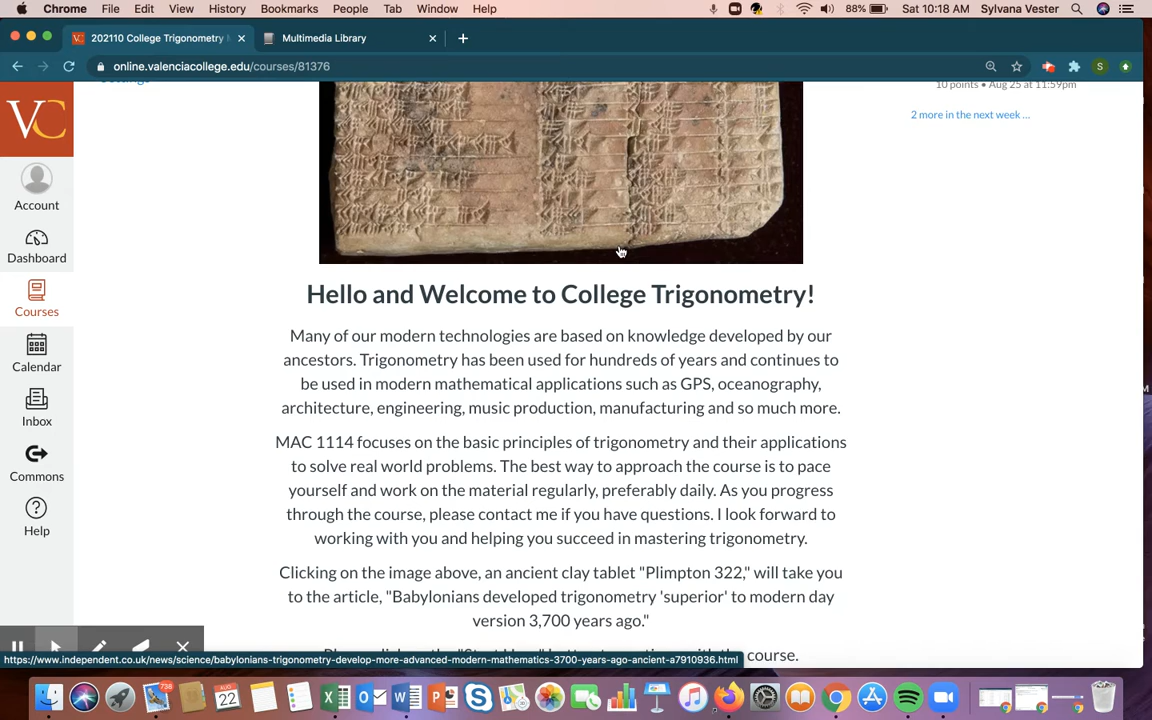 Chrome File Edit View History Bookmarks People Tab Window Help 88% Sat 10:18 AM Sylvana Vester
202110 College Trigonometry Multimedia Library
online.valenciacollege.edu/courses/81376 S
10 points • Aug 25 at 11:59pm
2 more in the next week ...
VC
Account
Dashboard
Courses
Calendar
Inbox
Commons
Help
Hello and Welcome to College Trigonometry!
Many of our modern technologies are based on knowledge developed by our
ancestors. Trigonometry has been used for hundreds of years and continues to
be used in modern mathematical applications such as GPS, oceanography,
architecture, engineering, music production, manufacturing and so much more.
MAC 1114 focuses on the basic principles of trigonometry and their applications
to solve real world problems. The best way to approach the course is to pace
yourself and work on the material regularly, preferably daily. As you progress
through the course, please contact me if you have questions. I look forward to
working with you and helping you succeed in mastering trigonometry.
Clicking on the image above, an ancient clay tablet "Plimpton 322," will take you
to the article, "Babylonians developed trigonometry 'superior' to modern day
version 3,700 years ago."
course.
https://www.independent.co.uk/news/science/babylonians-trigonometry-develop-more-advanced-modern-mathematics-3700-years-ago-ancient-a7910936.html
736
AUG
22